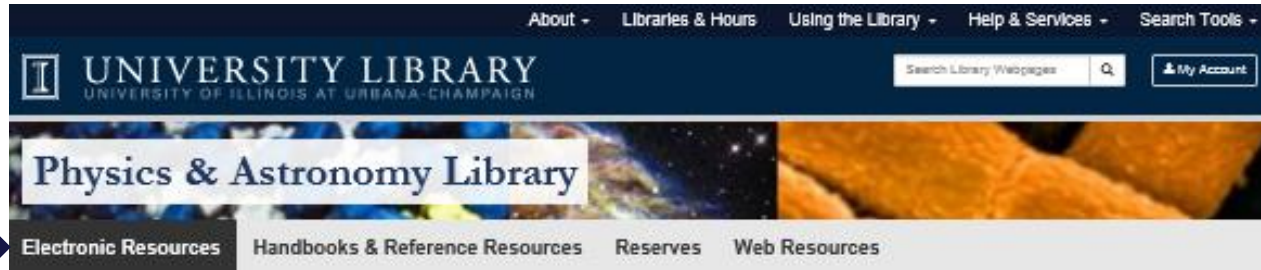 About - Libraries & Hours Using the Library - Help & Services - Search Tools -
I UNIVERSITY LIBRARY
UNIVERSITY OF ILLINOIS AT URBANA-CHAMPAIGN
Search Library Webpages My Account
Physics & Astronomy Library
Electronic Resources Handbooks & Reference Resources Reserves Web Resources